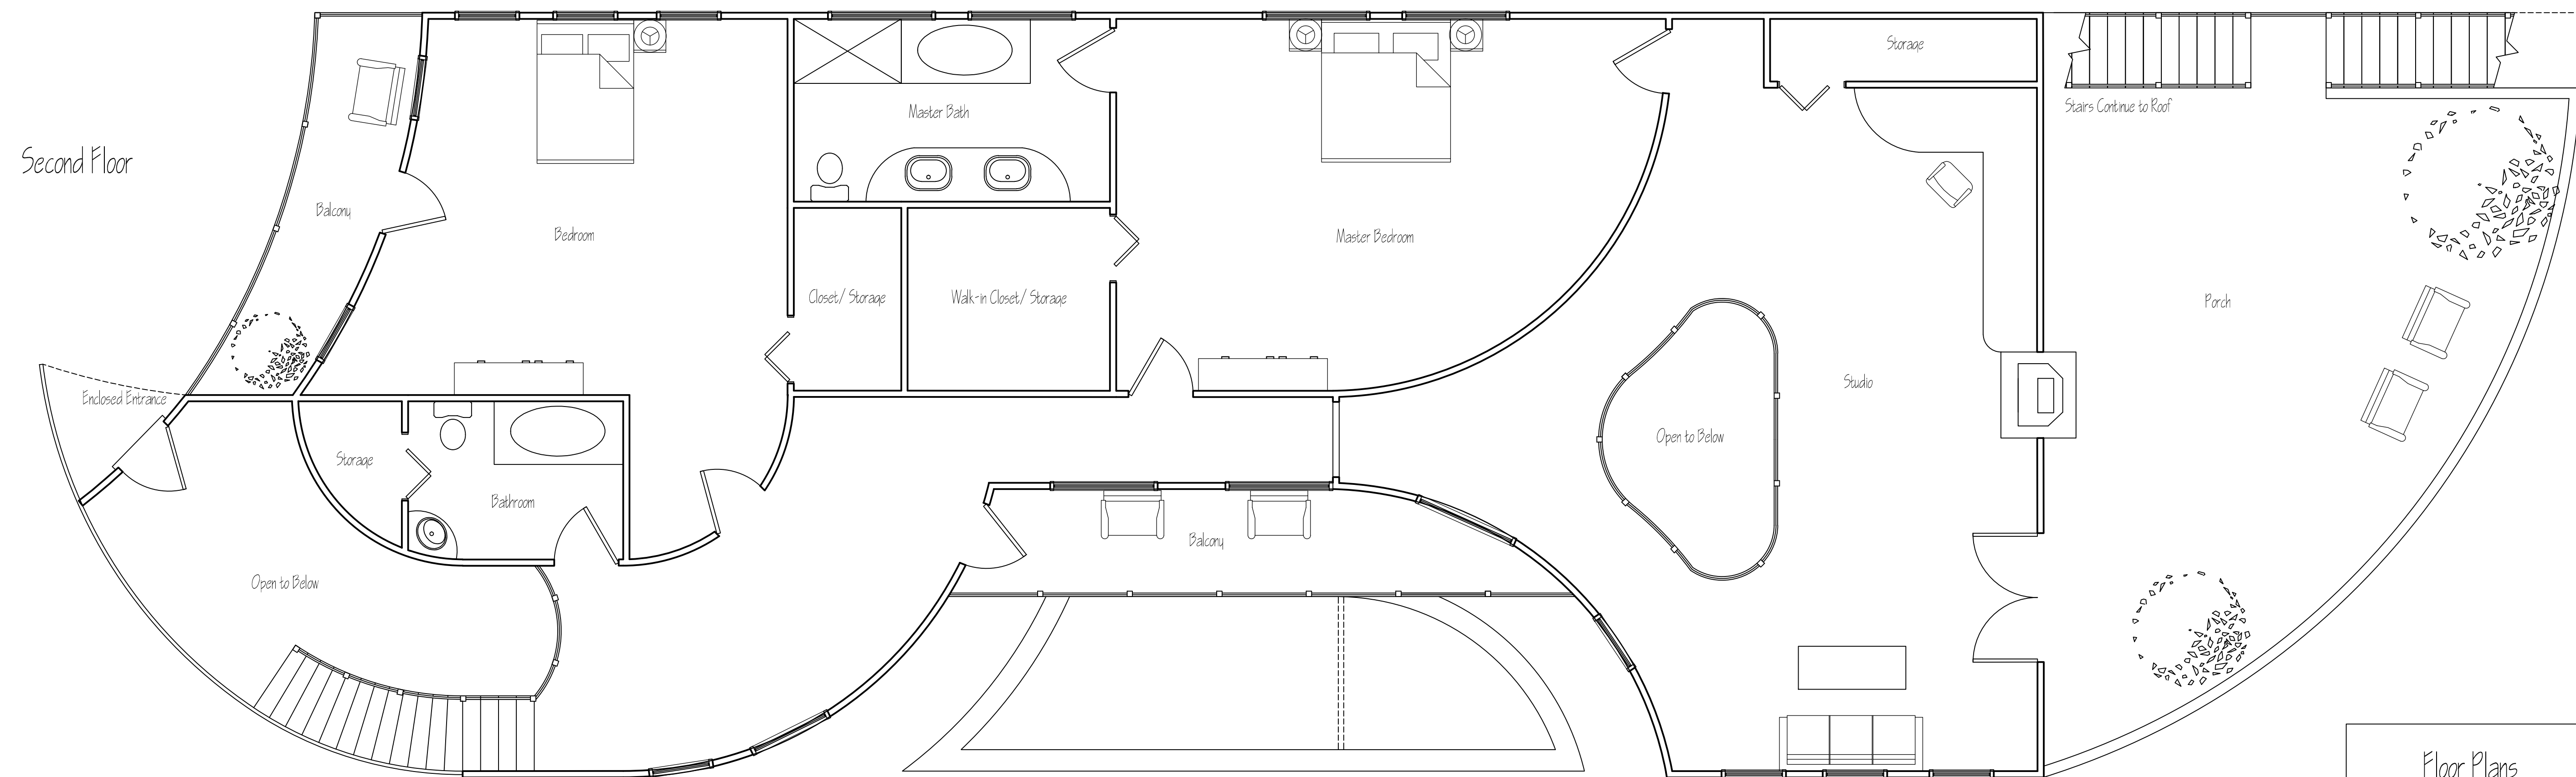 Storage
Stairs Continue to Roof
Master Bath
Second Floor
Balcony
Bedroom
Master Bedroom
Closet/ Storage
Walk-in Closet/ Storage
Porch
Studio
Enclosed Entrance
Open to Below
Storage
Bathroom
Balcony
Open to Below
Floor Plans